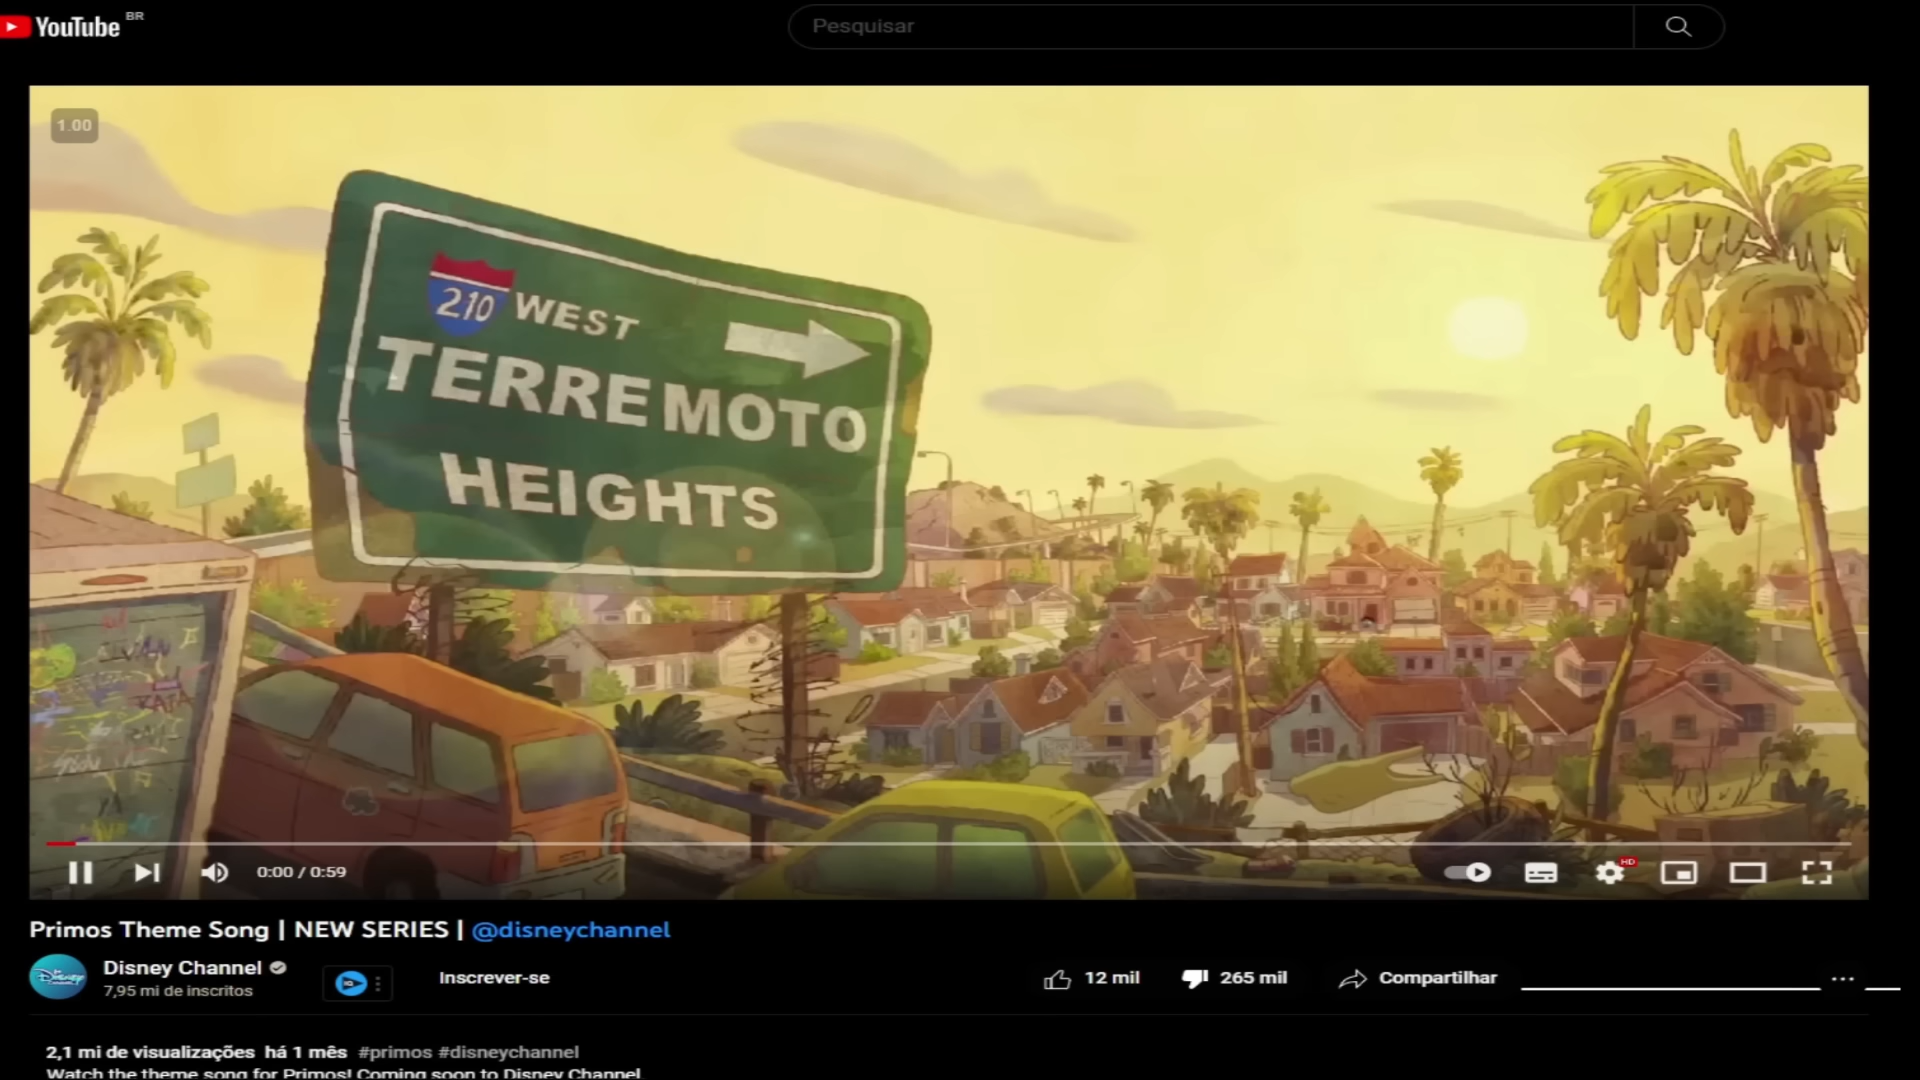 YouTube BR
Pesquisar
1.00
210 WEST
TERREMOTO
HEIGHTS
0:00 / 0:59
HD
Primos Theme Song | NEW SERIES | @disneychannel
Disney Channel
7,95 mi de inscritos
Inscrever-se
12 mil
265 mil
Compartilhar
2,1 mi de visualizações há 1 mês #primos #disneychannel
Watch the theme song for Primos! Coming soon to Disney Channel